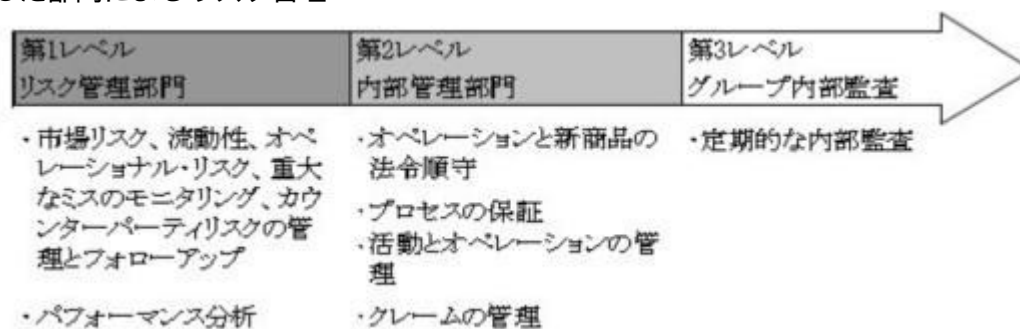 第1レベル
リスク管理部門
第2レベル
内部管理部門
第3レベル
グループ内部監査
・市場リスク、流動性、オペ
レーショナル・リスク、重大
なミスのモニタリング、カウ
ンターパーティリスクの管
理とフォローアップ
・パフォーマンス分析
・オペレーションと新商品の
法令順守
・プロセスの保証
・活動とオペレーションの管
理
・クレームの管理
・定期的な内部監査